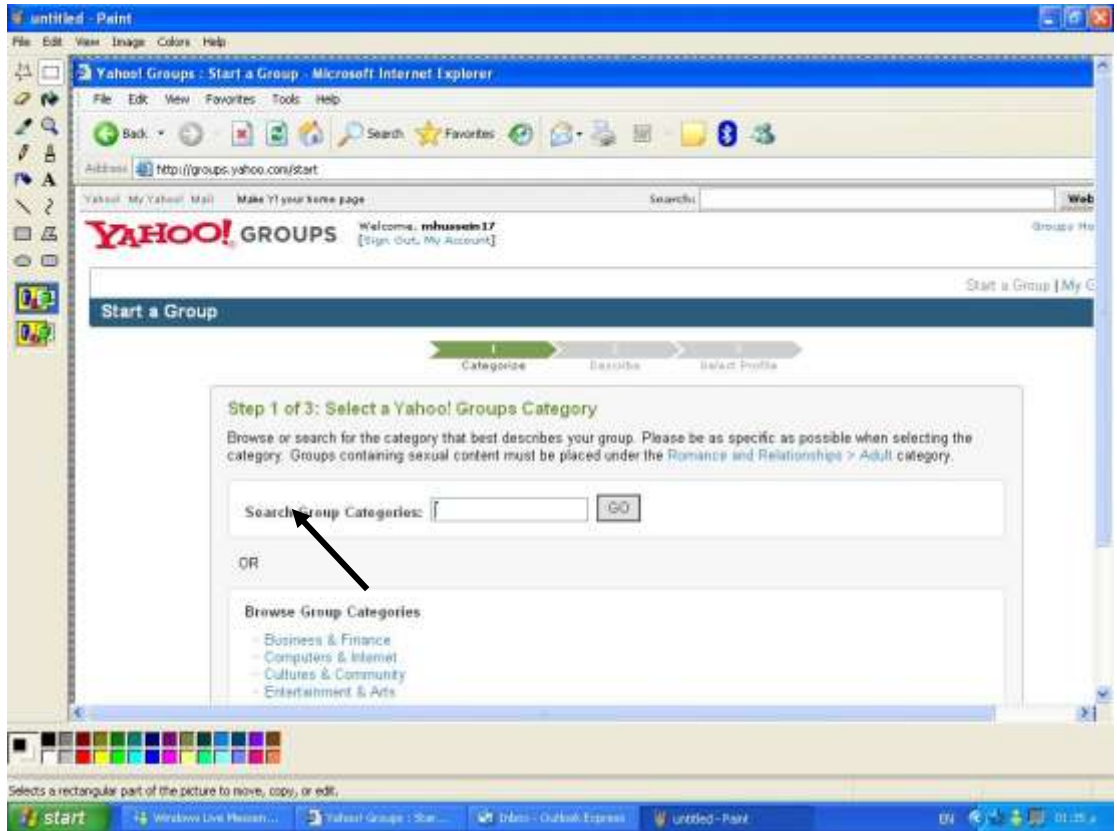 untitled - Paint
File Edit View Image Colors Help
Yahoo! Groups : Start a Group - Microsoft Internet Explorer
File Edit View Favorites Tools Help
Back Search Favorites
Address http://groups.yahoo.com/start
Yahoo! My Yahoo! Mail Make Y! your home page Search: Web
YAHOO! GROUPS Welcome, mhussein17
[Sign Out, My Account] Groups Ho
Start a Group | My G
Start a Group
1
Categorize Describe Select Profile
Step 1 of 3: Select a Yahoo! Groups Category
Browse or search for the category that best describes your group. Please be as specific as possible when selecting the
category. Groups containing sexual content must be placed under the Romance and Relationships > Adult category.
Search Group Categories: GO
OR
Browse Group Categories
Business & Finance
Computers & Internet
Cultures & Community
Entertainment & Arts
Selects a rectangular part of the picture to move, copy, or edit.
start Windows Live Messen... Yahoo! Groups : Star... Inbox - Outlook Express untitled - Paint EN